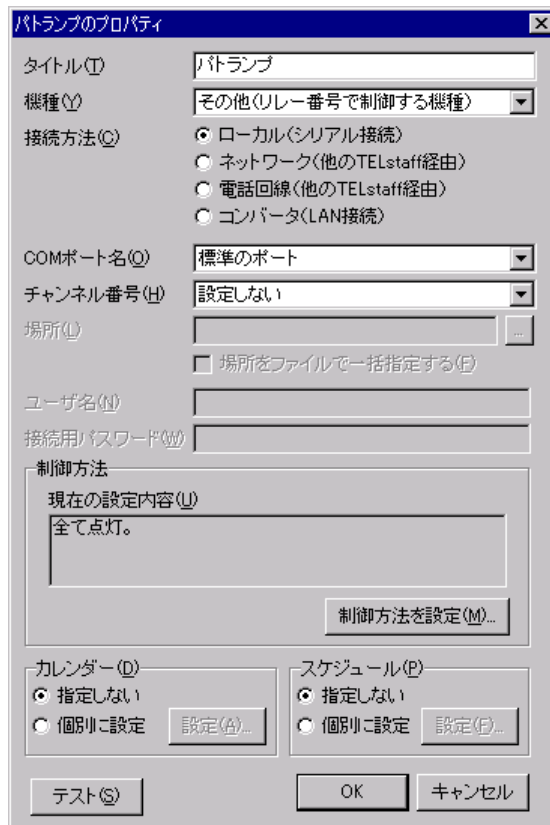 パトランプのプロパティ
タイトル(T) パトランプ
機種(Y) その他(リレー番号で制御する機種)
接続方法(C) ローカル(シリアル接続)
ネットワーク(他のTELstaff経由)
電話回線(他のTELstaff経由)
コンバータ(LAN接続)
COMポート名(O) 標準のポート
チャンネル番号(H) 設定しない
場所(L) ...
場所をファイルで一括指定する(F)
ユーザ名(N)
接続用パスワード(W)
制御方法
現在の設定内容(U)
全て点灯。
制御方法を設定(M)...
カレンダー(D) スケジュール(P)
指定しない 指定しない
個別に設定 設定(A)... 個別に設定 設定(F)...
テスト(S) OK キャンセル